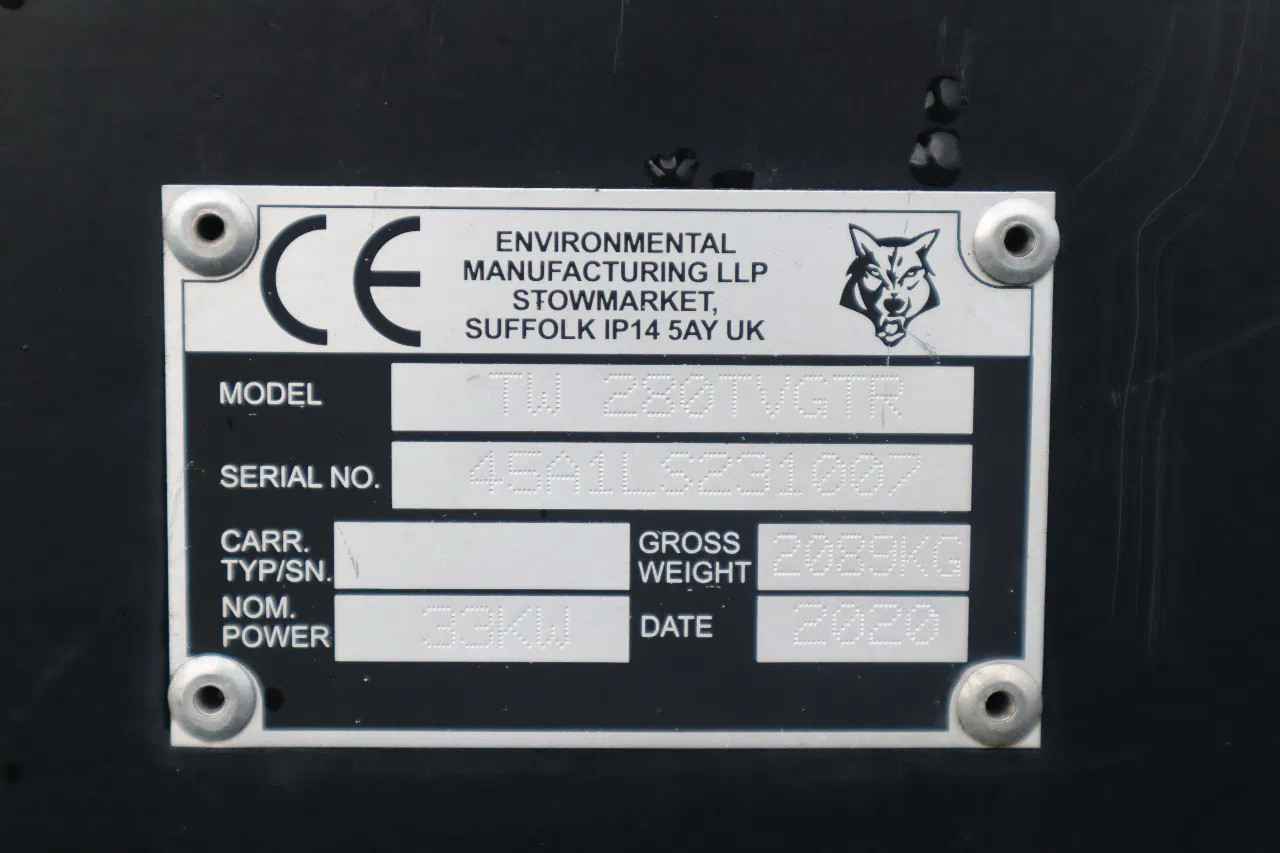 CE
ENVIRONMENTAL
MANUFACTURING LLP
STOWMARKET,
SUFFOLK IP14 5AY UK
MODEL TW 280TVGTR
SERIAL NO. 45A1LSZ31007
CARR.
TYP/SN.
GROSS
WEIGHT 2089KG
NOM.
POWER 33KW
DATE 2020